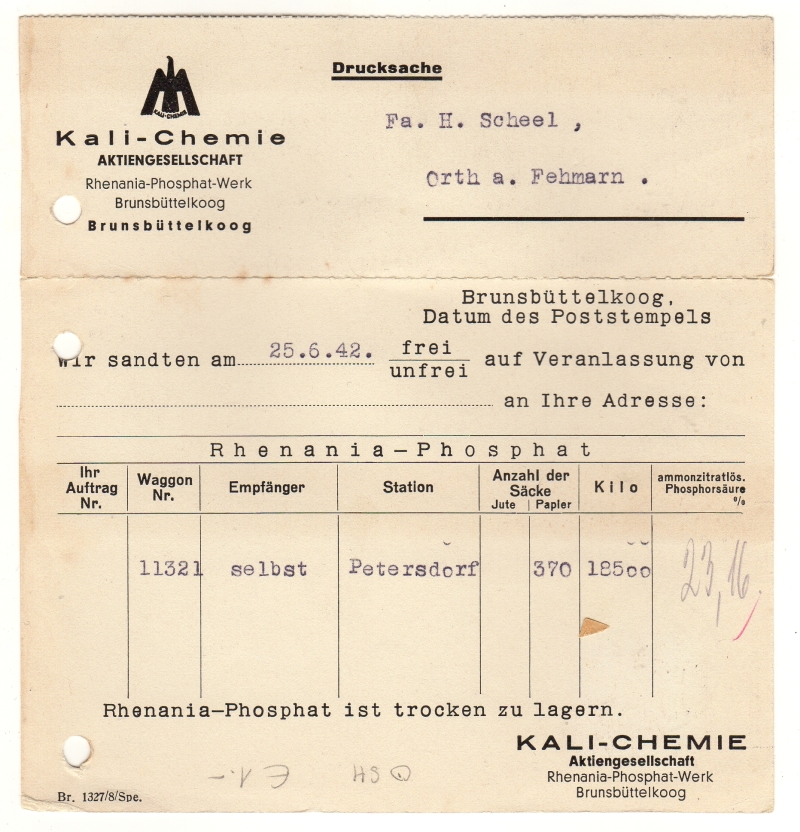 Drucksache
KALI-CHEMIE
Kali-Chemie
AKTIENGESELLSCHAFT
Rhenania-Phosphat-Werk
Brunsbüttelkoog
Brunsbüttelkoog
Fa. H. Scheel ,
Orth a. Fehmarn .
Brunsbüttelkoog,
Datum des Poststempels
Wir sandten am 25.6.42. frei unfrei auf Veranlassung von
an Ihre Adresse:
Rhenania-Phosphat
Ihr Auftrag Nr. Waggon Nr. Empfänger Station Anzahl der Säcke Jute Papier Kilo ammonzitratlös. Phosphorsäure %
11321 selbst Petersdorf 370 18500 23,16
Rhenania-Phosphat ist trocken zu lagern.
KALI-CHEMIE
Aktiengesellschaft
Rhenania-Phosphat-Werk
Brunsbüttelkoog
Br. 1327/8/Spe.